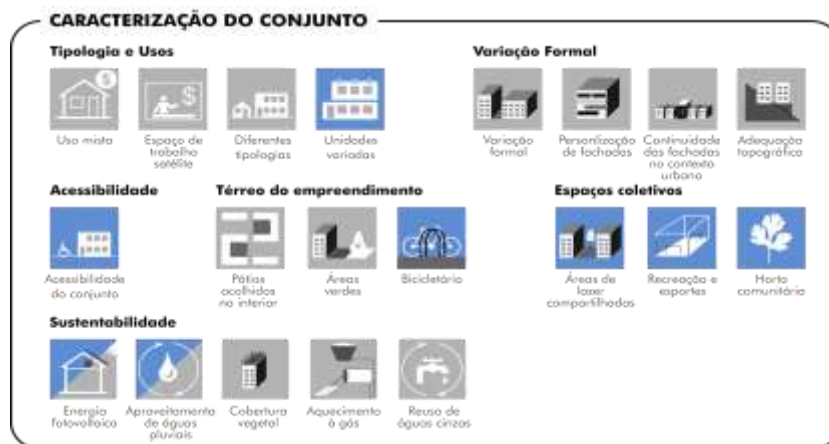 CARACTERIZAÇÃO DO CONJUNTO
Tipologia e Usos
Variação Formal
$
$
Uso misto
Espaço de
trabalho
satélite
Diferentes
tipologias
Unidades
variadas
Variação
formal
Personlização
de fachadas
Continuidade
das fachadas
no contexto
urbano
Adequação
topográfica
Acessibilidade
Térreo do empreendimento
Espaços coletivos
Acessibilidade
do conjunto
Pátios
acolhidos
no interior
Áreas
verdes
Bicicletário
Áreas de
lazer
compartilhadas
Recreação e
esportes
Horta
comunitária
Sustentabilidade
Energia
fotovoltaica
Aproveitamento
de águas
pluviais
Cobertura
vegetal
Aquecimento
à gás
Reuso de
águas cinzas